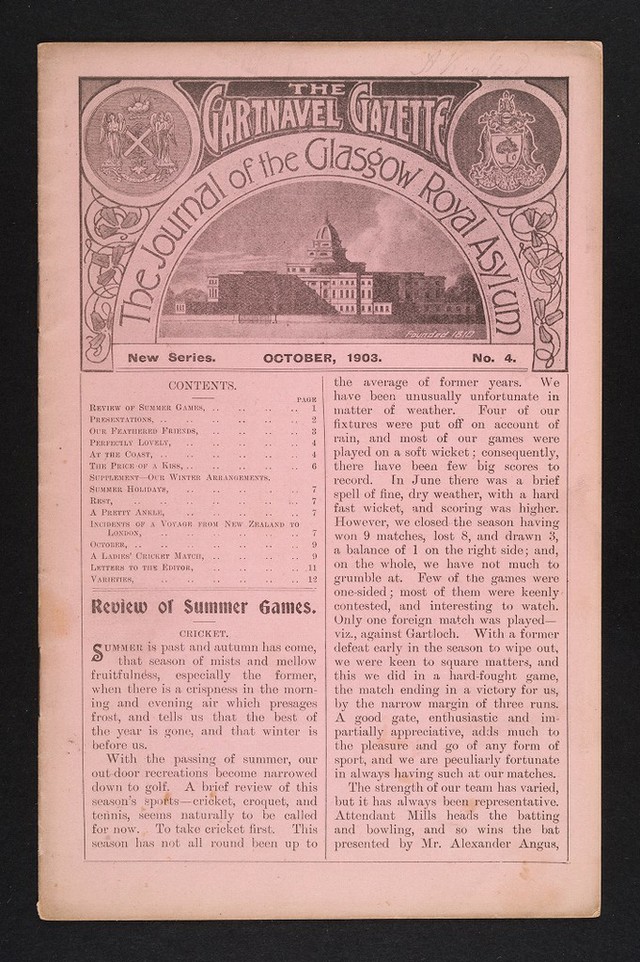 THE
GARTNAVEL GAZETTE
The Journal of the Glasgow Royal Asylum
Founded 1810
New Series. OCTOBER, 1903. No. 4.
CONTENTS.
PAGE
REVIEW OF SUMMER GAMES, .. .. .. .. 1
PRESENTATIONS, .. .. .. .. .. .. 2
OUR FEATHERED FRIENDS, .. .. .. .. 3
PERFECTLY LOVELY, .. .. .. .. .. 4
AT THE COAST, .. .. .. .. .. .. 4
THE PRICE OF A KISS, .. .. .. .. .. 6
SUPPLEMENT—OUR WINTER ARRANGEMENTS,
SUMMER HOLIDAYS, .. .. .. .. .. 7
REST, .. .. .. .. .. .. .. 7
A PRETTY ANKLE, .. .. .. .. .. 7
INCIDENTS OF A VOYAGE FROM NEW ZEALAND TO
LONDON, .. .. .. .. .. .. 7
OCTOBER, .. .. .. .. .. .. .. 9
A LADIES' CRICKET MATCH, .. .. .. .. 9
LETTERS TO THE EDITOR, .. .. .. .. 11
VARIETIES, .. .. .. .. .. .. 12
Review of Summer Games.
CRICKET.
SUMMER is past and autumn has come,
that season of mists and mellow
fruitfulness, especially the former,
when there is a crispness in the morn-
ing and evening air which presages
frost, and tells us that the best of
the year is gone, and that winter is
before us.
With the passing of summer, our
out-door recreations become narrowed
down to golf. A brief review of this
season's sports—cricket, croquet, and
tennis, seems naturally to be called
for now. To take cricket first. This
season has not all round been up to
the average of former years. We
have been unusually unfortunate in
matter of weather. Four of our
fixtures were put off on account of
rain, and most of our games were
played on a soft wicket; consequently,
there have been few big scores to
record. In June there was a brief
spell of fine, dry weather, with a hard
fast wicket, and scoring was higher.
However, we closed the season having
won 9 matches, lost 8, and drawn 3,
a balance of 1 on the right side; and,
on the whole, we have not much to
grumble at. Few of the games were
one-sided; most of them were keenly
contested, and interesting to watch.
Only one foreign match was played—
viz., against Gartloch. With a former
defeat early in the season to wipe out,
we were keen to square matters, and
this we did in a hard-fought game,
the match ending in a victory for us,
by the narrow margin of three runs.
A good gate, enthusiastic and im-
partially appreciative, adds much to
the pleasure and go of any form of
sport, and we are peculiarly fortunate
in always having such at our matches.
The strength of our team has varied,
but it has always been representative.
Attendant Mills heads the batting
and bowling, and so wins the bat
presented by Mr. Alexander Angus,